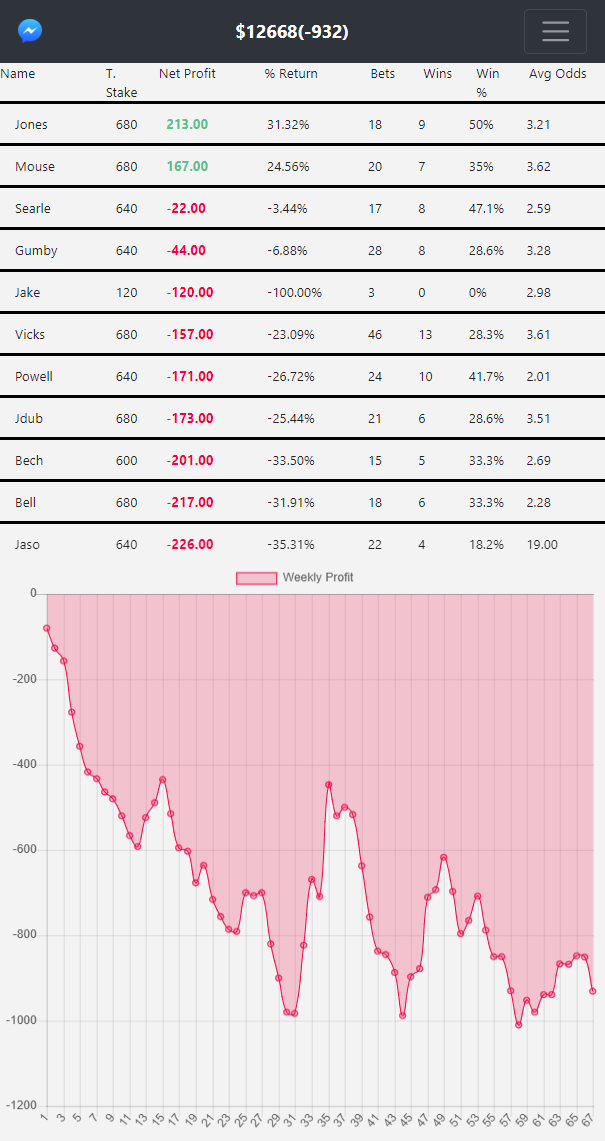 $12668(-932)
Name T. Stake Net Profit % Return Bets Wins Win % Avg Odds
Jones 680 213.00 31.32% 18 9 50% 3.21
Mouse 680 167.00 24.56% 20 7 35% 3.62
Searle 640 -22.00 -3.44% 17 8 47.1% 2.59
Gumby 640 -44.00 -6.88% 28 8 28.6% 3.28
Jake 120 -120.00 -100.00% 3 0 0% 2.98
Vicks 680 -157.00 -23.09% 46 13 28.3% 3.61
Powell 640 -171.00 -26.72% 24 10 41.7% 2.01
Jdub 680 -173.00 -25.44% 21 6 28.6% 3.51
Bech 600 -201.00 -33.50% 15 5 33.3% 2.69
Bell 680 -217.00 -31.91% 18 6 33.3% 2.28
Jaso 640 -226.00 -35.31% 22 4 18.2% 19.00
Weekly Profit
0
-200
-400
-600
-800
-1000
-1200
1 3 5 7 9 11 13 15 17 19 21 23 25 27 29 31 33 35 37 39 41 43 45 47 49 51 53 55 57 59 61 63 65 67